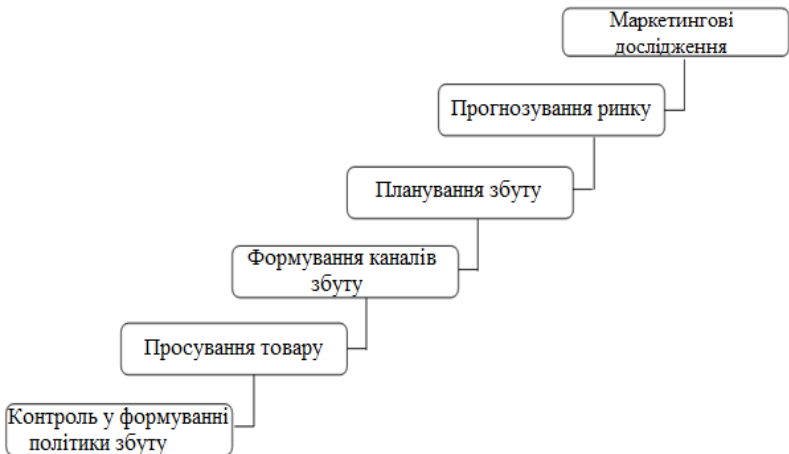 Маркетингові
дослідження
Прогнозування ринку
Планування збуту
Формування каналів
збуту
Просування товару
Контроль у формуванні
політики збуту